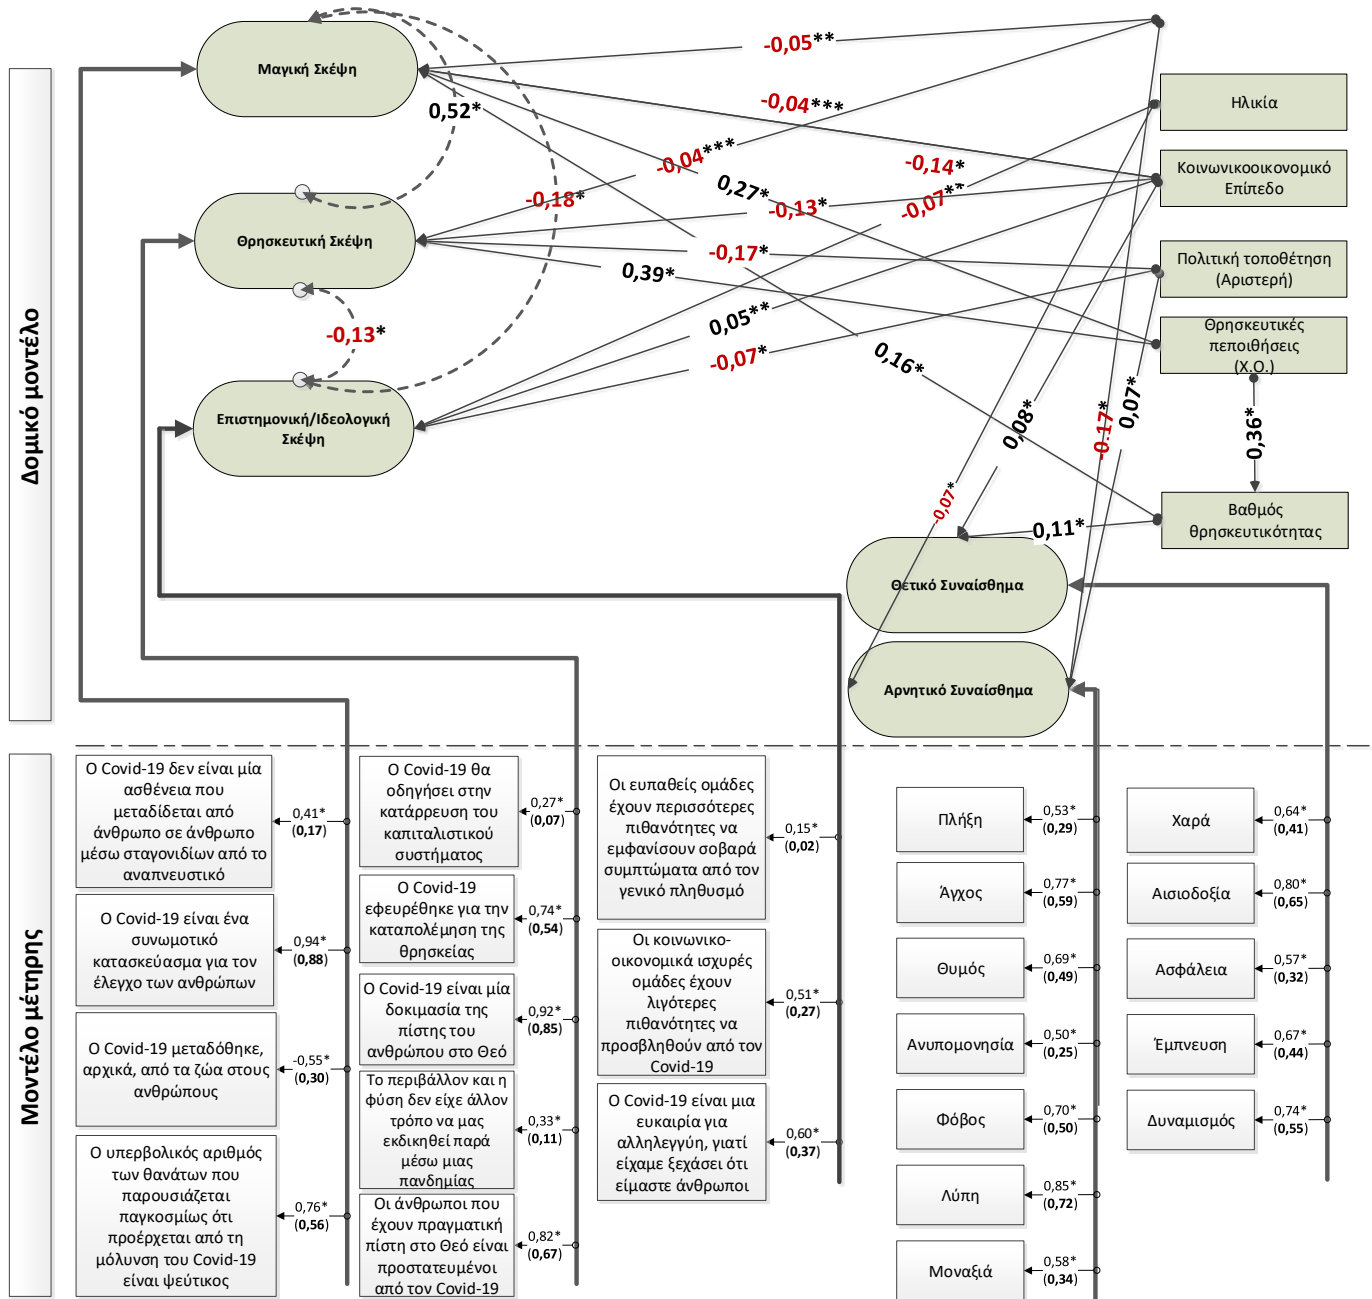 Δομικό μοντέλο
Μαγική Σκέψη
Θρησκευτική Σκέψη
Επιστημονική/Ιδεολογική
Σκέψη
0,52*
-0,13*
-0,05**
-0,04***
-0,04***
-0,14*
-0,18*
-0,07**
0,27*
-0,13*
-0,17*
0,39*
0,05**
-0,07*
0,16*
0,08*
-0.17*
0,07*
-0,07*
0,11*
0,36*
Ηλικία
Κοινωνικοοικονομικό
Επίπεδο
Πολιτική τοποθέτηση
(Αριστερή)
Θρησκευτικές
πεποιθήσεις
(Χ.Ο.)
Βαθμός
θρησκευτικότητας
Θετικό Συναίσθημα
Αρνητικό Συναίσθημα
Μοντέλο μέτρησης
Ο Covid-19 δεν είναι μία
ασθένεια που
μεταδίδεται από
άνθρωπο σε άνθρωπο
μέσω σταγονιδίων από το
αναπνευστικό
0,41*
(0,17)
Ο Covid-19 είναι ένα
συνωμοτικό
κατασκεύασμα για τον
έλεγχο των ανθρώπων
0,94*
(0,88)
Ο Covid-19 μεταδόθηκε,
αρχικά, από τα ζώα στους
ανθρώπους
-0,55*
(0,30)
Ο υπερβολικός αριθμός
των θανάτων που
παρουσιάζεται
παγκοσμίως ότι
προέρχεται από τη
μόλυνση του Covid-19
είναι ψεύτικος
0,76*
(0,56)
Ο Covid-19 θα
οδηγήσει στην
κατάρρευση του
καπιταλιστικού
συστήματος
0,27*
(0,07)
Ο Covid-19
εφευρέθηκε για την
καταπολέμηση της
θρησκείας
0,74*
(0,54)
Ο Covid-19 είναι μία
δοκιμασία της
πίστης του
ανθρώπου στο Θεό
0,92*
(0,85)
Το περιβάλλον και η
φύση δεν είχε άλλον
τρόπο να μας
εκδικηθεί παρά
μέσω μιας
πανδημίας
0,33*
(0,11)
Οι άνθρωποι που
έχουν πραγματική
πίστη στο Θεό είναι
προστατευμένοι
από τον Covid-19
0,82*
(0,67)
Οι ευπαθείς ομάδες
έχουν περισσότερες
πιθανότητες να
εμφανίσουν σοβαρά
συμπτώματα από τον
γενικό πληθυσμό
0,15*
(0,02)
Οι κοινωνικο-
οικονομικά ισχυρές
ομάδες έχουν
λιγότερες
πιθανότητες να
προσβληθούν από τον
Covid-19
0,51*
(0,27)
Ο Covid-19 είναι μια
ευκαιρία για
αλληλεγγύη, γιατί
είχαμε ξεχάσει ότι
είμαστε άνθρωποι
0,60*
(0,37)
Πλήξη
0,53*
(0,29)
Άγχος
0,77*
(0,59)
Θυμός
0,69*
(0,49)
Ανυπομονησία
0,50*
(0,25)
Φόβος
0,70*
(0,50)
Λύπη
0,85*
(0,72)
Μοναξιά
0,58*
(0,34)
Χαρά
0,64*
(0,41)
Αισιοδοξία
0,80*
(0,65)
Ασφάλεια
0,57*
(0,32)
Έμπνευση
0,67*
(0,44)
Δυναμισμός
0,74*
(0,55)